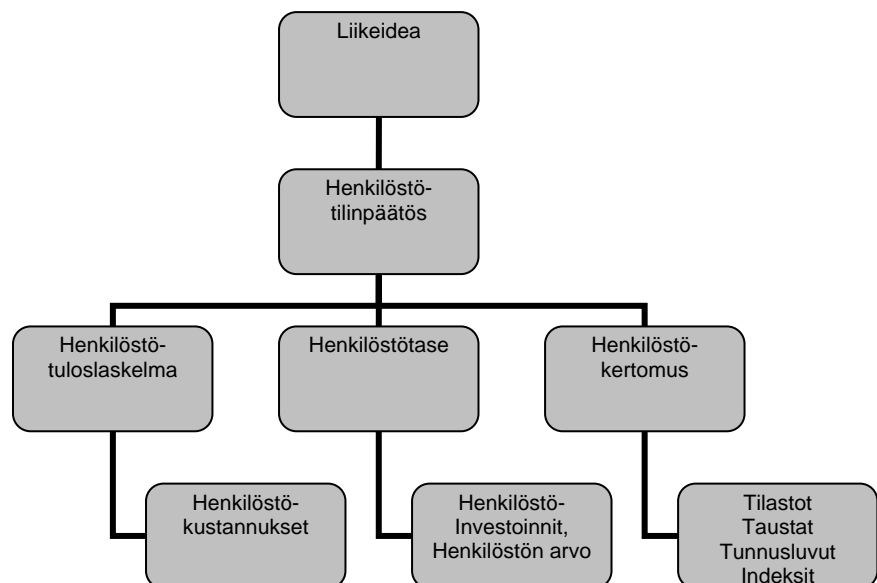 Liikeidea
Henkilöstö-
tilinpäätös
Henkilöstö-
tuloslaskelma
Henkilöstötase
Henkilöstö-
kertomus
Henkilöstö-
kustannukset
Henkilöstö-
Investoinnit,
Henkilöstön arvo
Tilastot
Taustat
Tunnusluvut
Indeksit